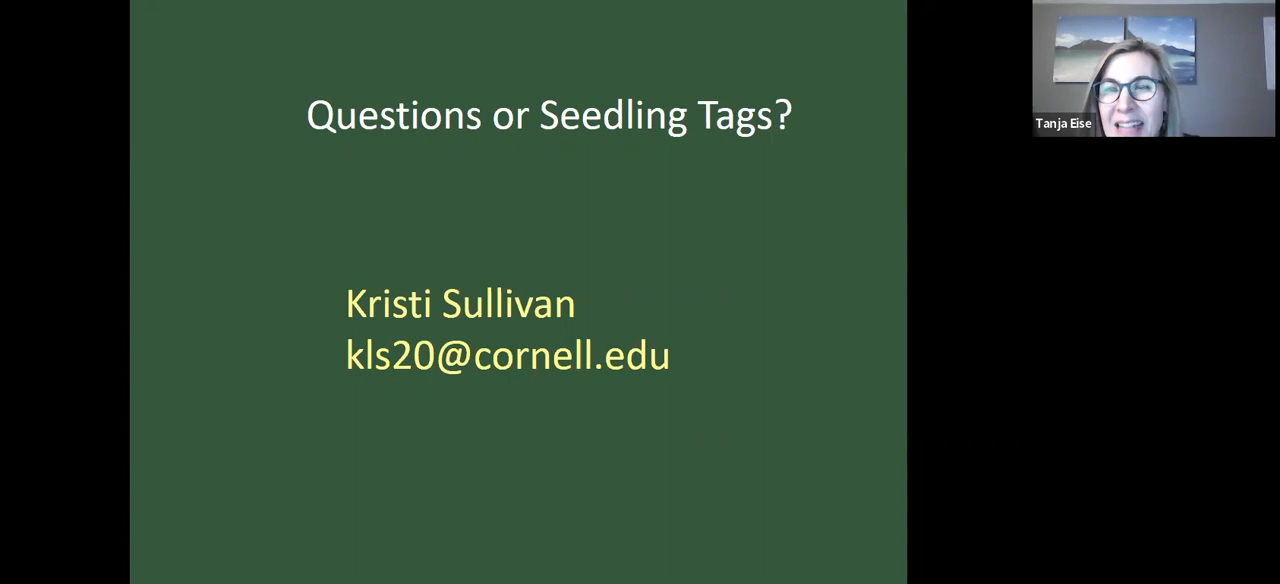 Questions or Seedling Tags?
Kristi Sullivan
kls20@cornell.edu
Tanja Eise